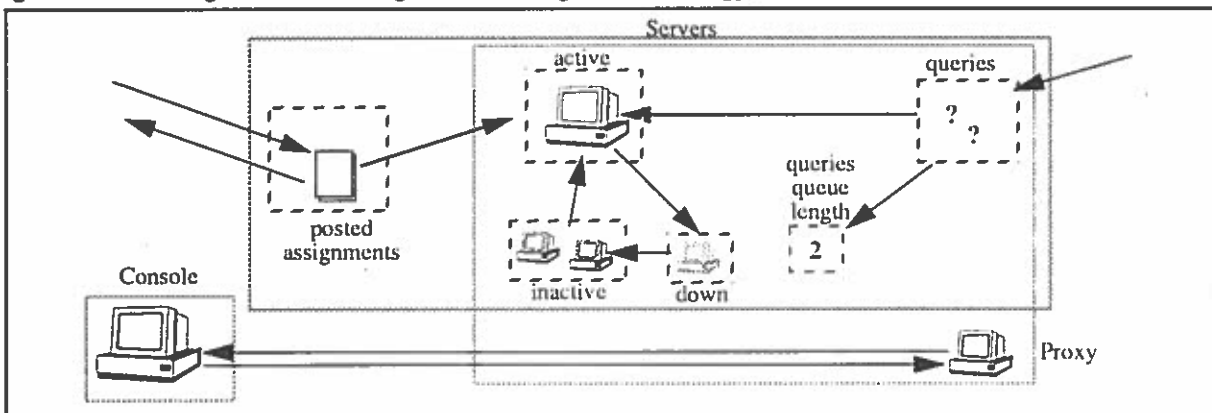 Servers
active
queries
?
?
queries
queue
length
2
posted
assignments
inactive
down
Console
Proxy